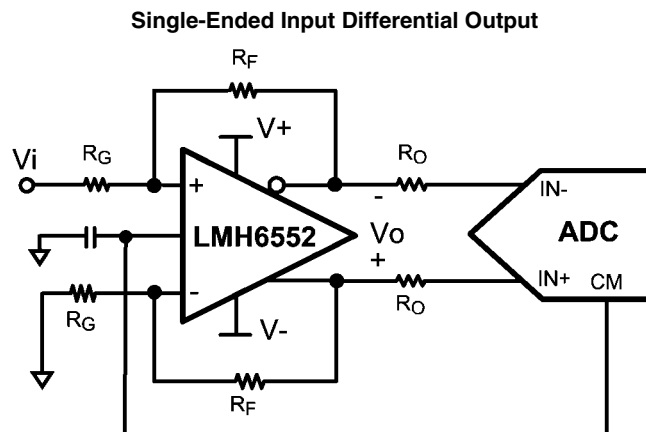 Single-Ended Input Differential Output
RF
V+
Vi
RG
RO
+
-
IN-
LMH6552
VO
ADC
+
-
IN+
CM
RG
V-
RO
RF